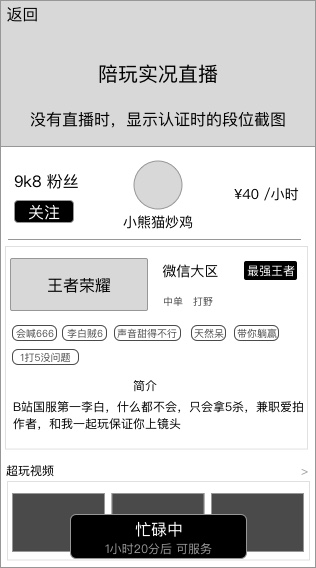 返回
陪玩实况直播
没有直播时，显示认证时的段位截图
9k8 粉丝
¥40 /小时
关注
小熊猫炒鸡
王者荣耀
微信大区
最强王者
中单 打野
会喊666 李白贼6 声音甜得不行 天然呆 带你躺赢
1打5没问题
简介
B站国服第一李白，什么都不会，只会拿5杀，兼职爱拍
作者，和我一起玩保证你上镜头
超玩视频 >
忙碌中
1小时20分后 可服务